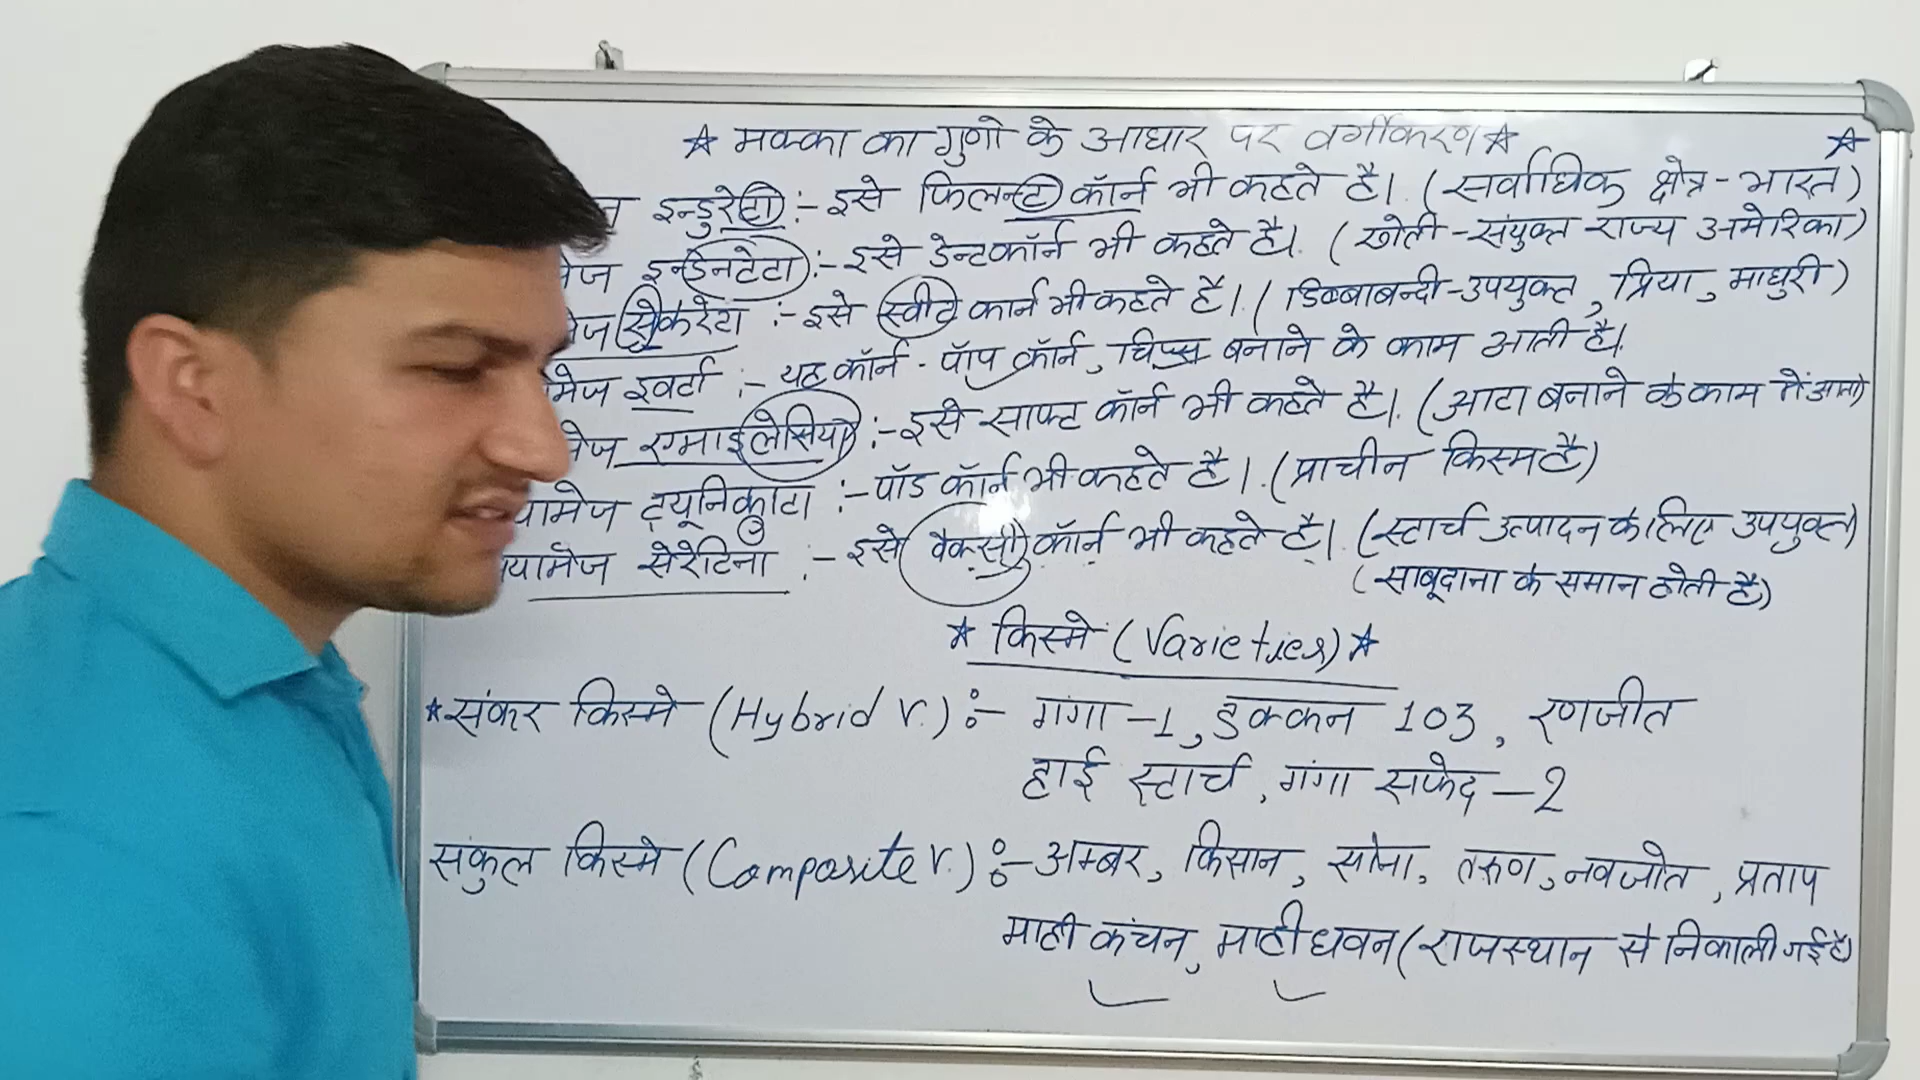 ☆ मक्का का गुणो के आधार पर वर्गीकरण ☆ ☆
इन्डुरेटा :- इसे फिलन्ट कॉर्न भी कहते है। (सर्वाधिक क्षेत्र - भारत)
मेज इन्डेनटेटा :- इसे डेन्टकॉर्न भी कहते है। (खेती - संयुक्त राज्य अमेरिका)
मेज सेकेरेटा :- इसे स्वीट कार्न भी कहते है। (डिब्बाबन्दी - उपयुक्त, प्रिया, माधुरी)
मेज इवर्टा :- यह कॉर्न - पॉप कॉर्न, चिप्स बनाने के काम आती है।
मेज एमाइलेसिया :- इसे साफ्ट कॉर्न भी कहते है। (आटा बनाने के काम में आता)
यामेज ट्यूनिकाटा :- पॉड कॉर्न भी कहते है। (प्राचीन किस्म है)
यामेज सेरेटिना :- इसे वैक्सी कॉर्न भी कहते है। (स्टार्च उत्पादन के लिए उपयुक्त)
(साबूदाना के समान होती है)
☆ किस्मे (Varieties) ☆
☆ संकर किस्मे (Hybrid V.) :- गंगा - 1, डक्कन 103, रणजीत
हाई स्टार्च, गंगा सफेद - 2
संकुल किस्मे (Composite V.) :- अम्बर, किसान, सोना, तरुण, नवजोत, प्रताप
माही कंचन, माही धवन (राजस्थान से निकाली गई है)